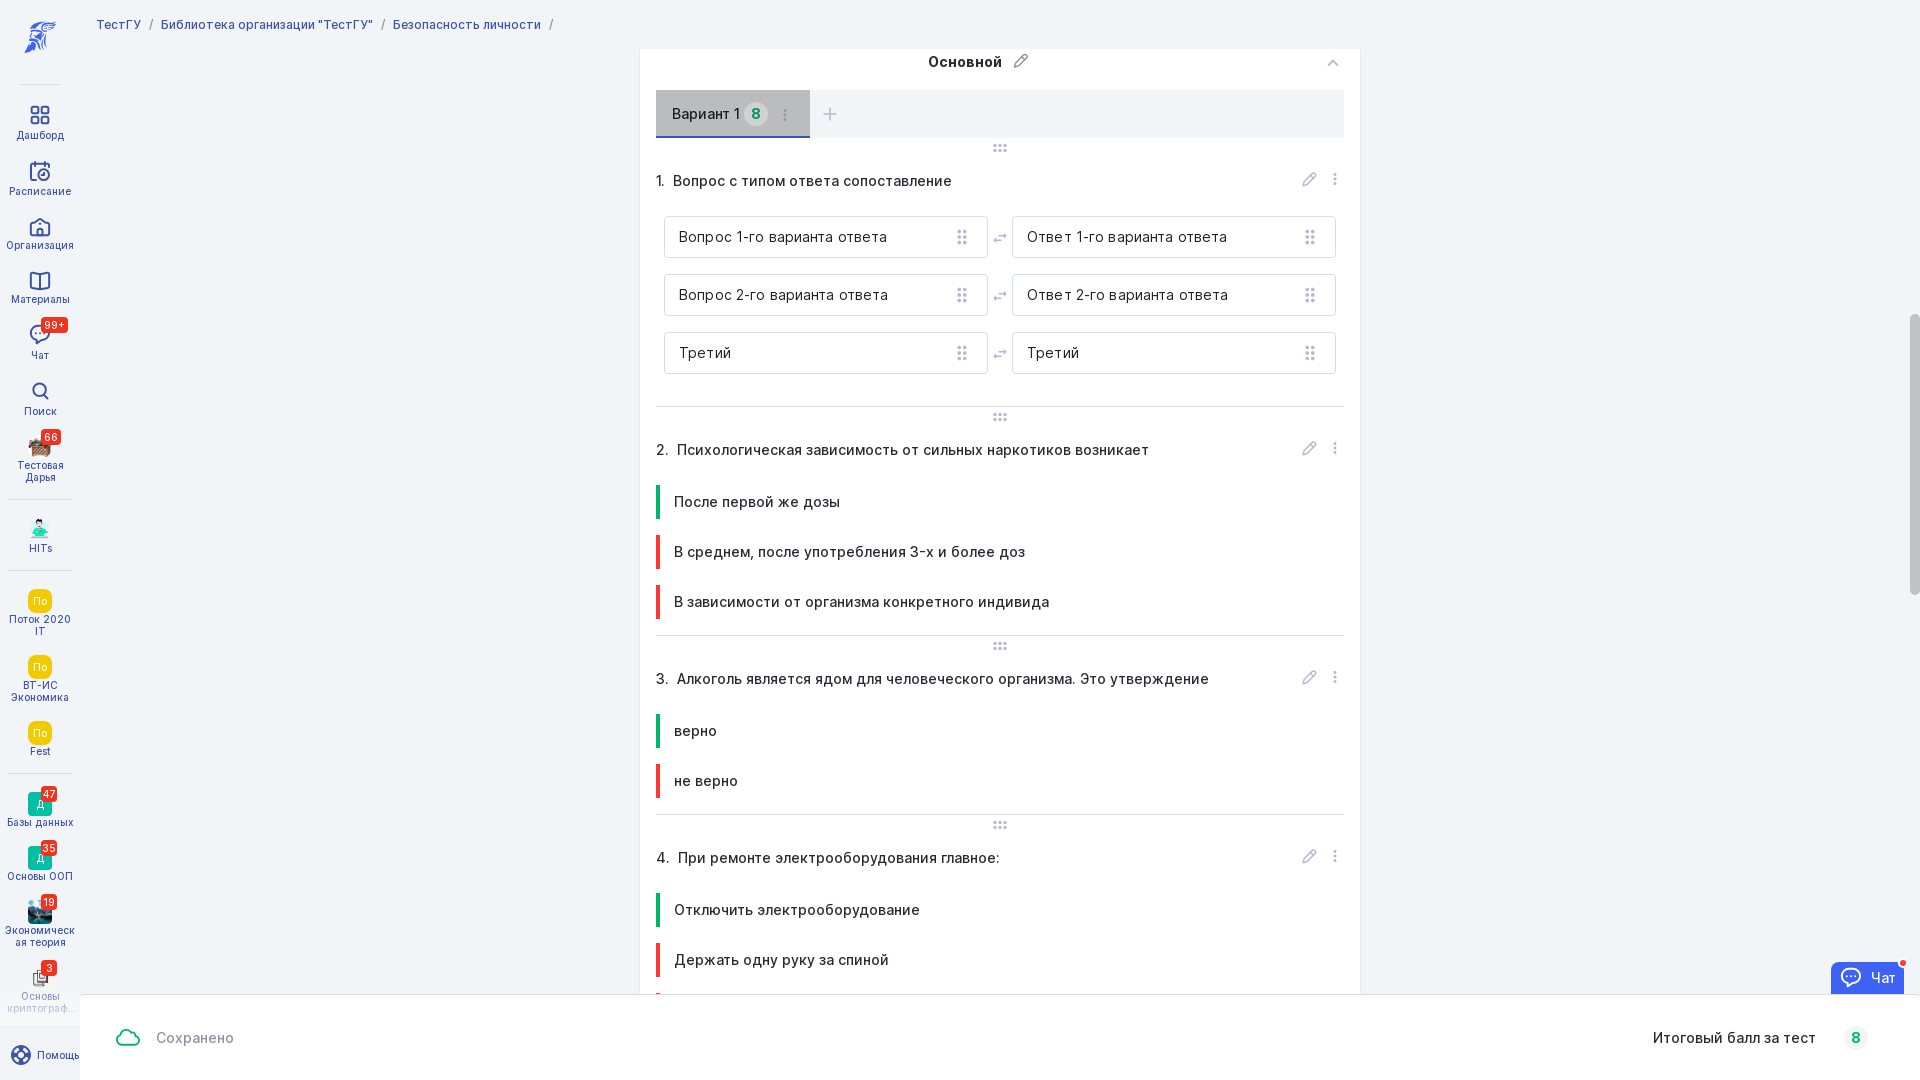 ТестГУ / Библиотека организации "ТестГУ" / Безопасность личности /
Дашборд
Расписание
Организация
Материалы
99+
Чат
Поиск
66
Тестовая
Дарья
HITs
По
Поток 2020
IT
По
ВТ-ИС
Экономика
По
Fest
47
Д
Базы данных
35
Д
Основы ООП
19
Экономическ
ая теория
3
Основы
криптограф...
Помощь
Основной
Вариант 1 8
1. Вопрос с типом ответа сопоставление
Вопрос 1-го варианта ответа
Ответ 1-го варианта ответа
Вопрос 2-го варианта ответа
Ответ 2-го варианта ответа
Третий
Третий
2. Психологическая зависимость от сильных наркотиков возникает
После первой же дозы
В среднем, после употребления 3-х и более доз
В зависимости от организма конкретного индивида
3. Алкоголь является ядом для человеческого организма. Это утверждение
верно
не верно
4. При ремонте электрооборудования главное:
Отключить электрооборудование
Держать одну руку за спиной
Чат
Сохранено
Итоговый балл за тест 8